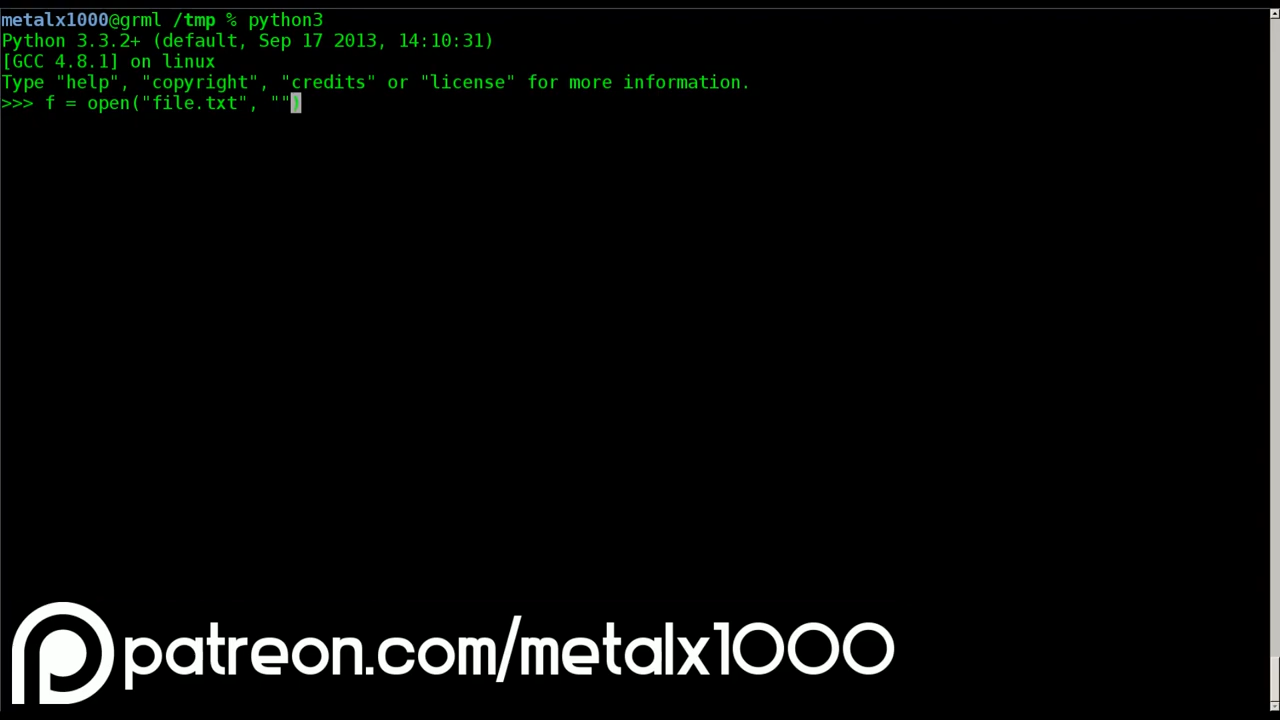 metalx1000@grml /tmp % python3
Python 3.3.2+ (default, Sep 17 2013, 14:10:31)
[GCC 4.8.1] on linux
Type "help", "copyright", "credits" or "license" for more information.
>>> f = open("file.txt", "")
patreon.com/metalx1000